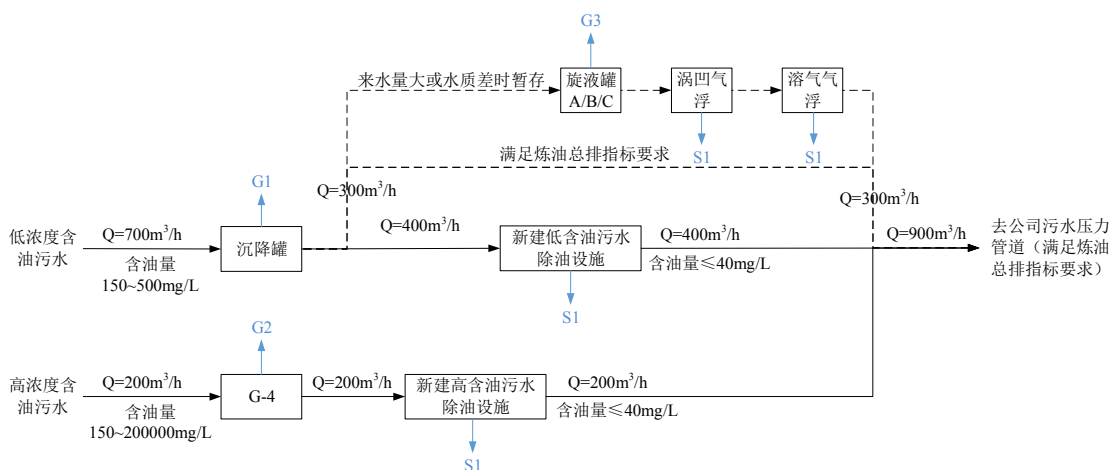 G3
来水量大或水质差时暂存
旋液罐
A/B/C
涡凹气
浮
溶气气
浮
S1
S1
满足炼油总排指标要求
G1
Q=300m³/h
Q=300m³/h
低浓度含
油污水
Q=700m³/h
含油量
150~500mg/L
沉降罐
Q=400m³/h
新建低含油污水
除油设施
Q=400m³/h
含油量≤40mg/L
Q=900m³/h
去公司污水压力
管道（满足炼油
总排指标要求）
S1
G2
高浓度含
油污水
Q=200m³/h
含油量
150~200000mg/L
G-4
Q=200m³/h
新建高含油污水
除油设施
Q=200m³/h
含油量≤40mg/L
S1